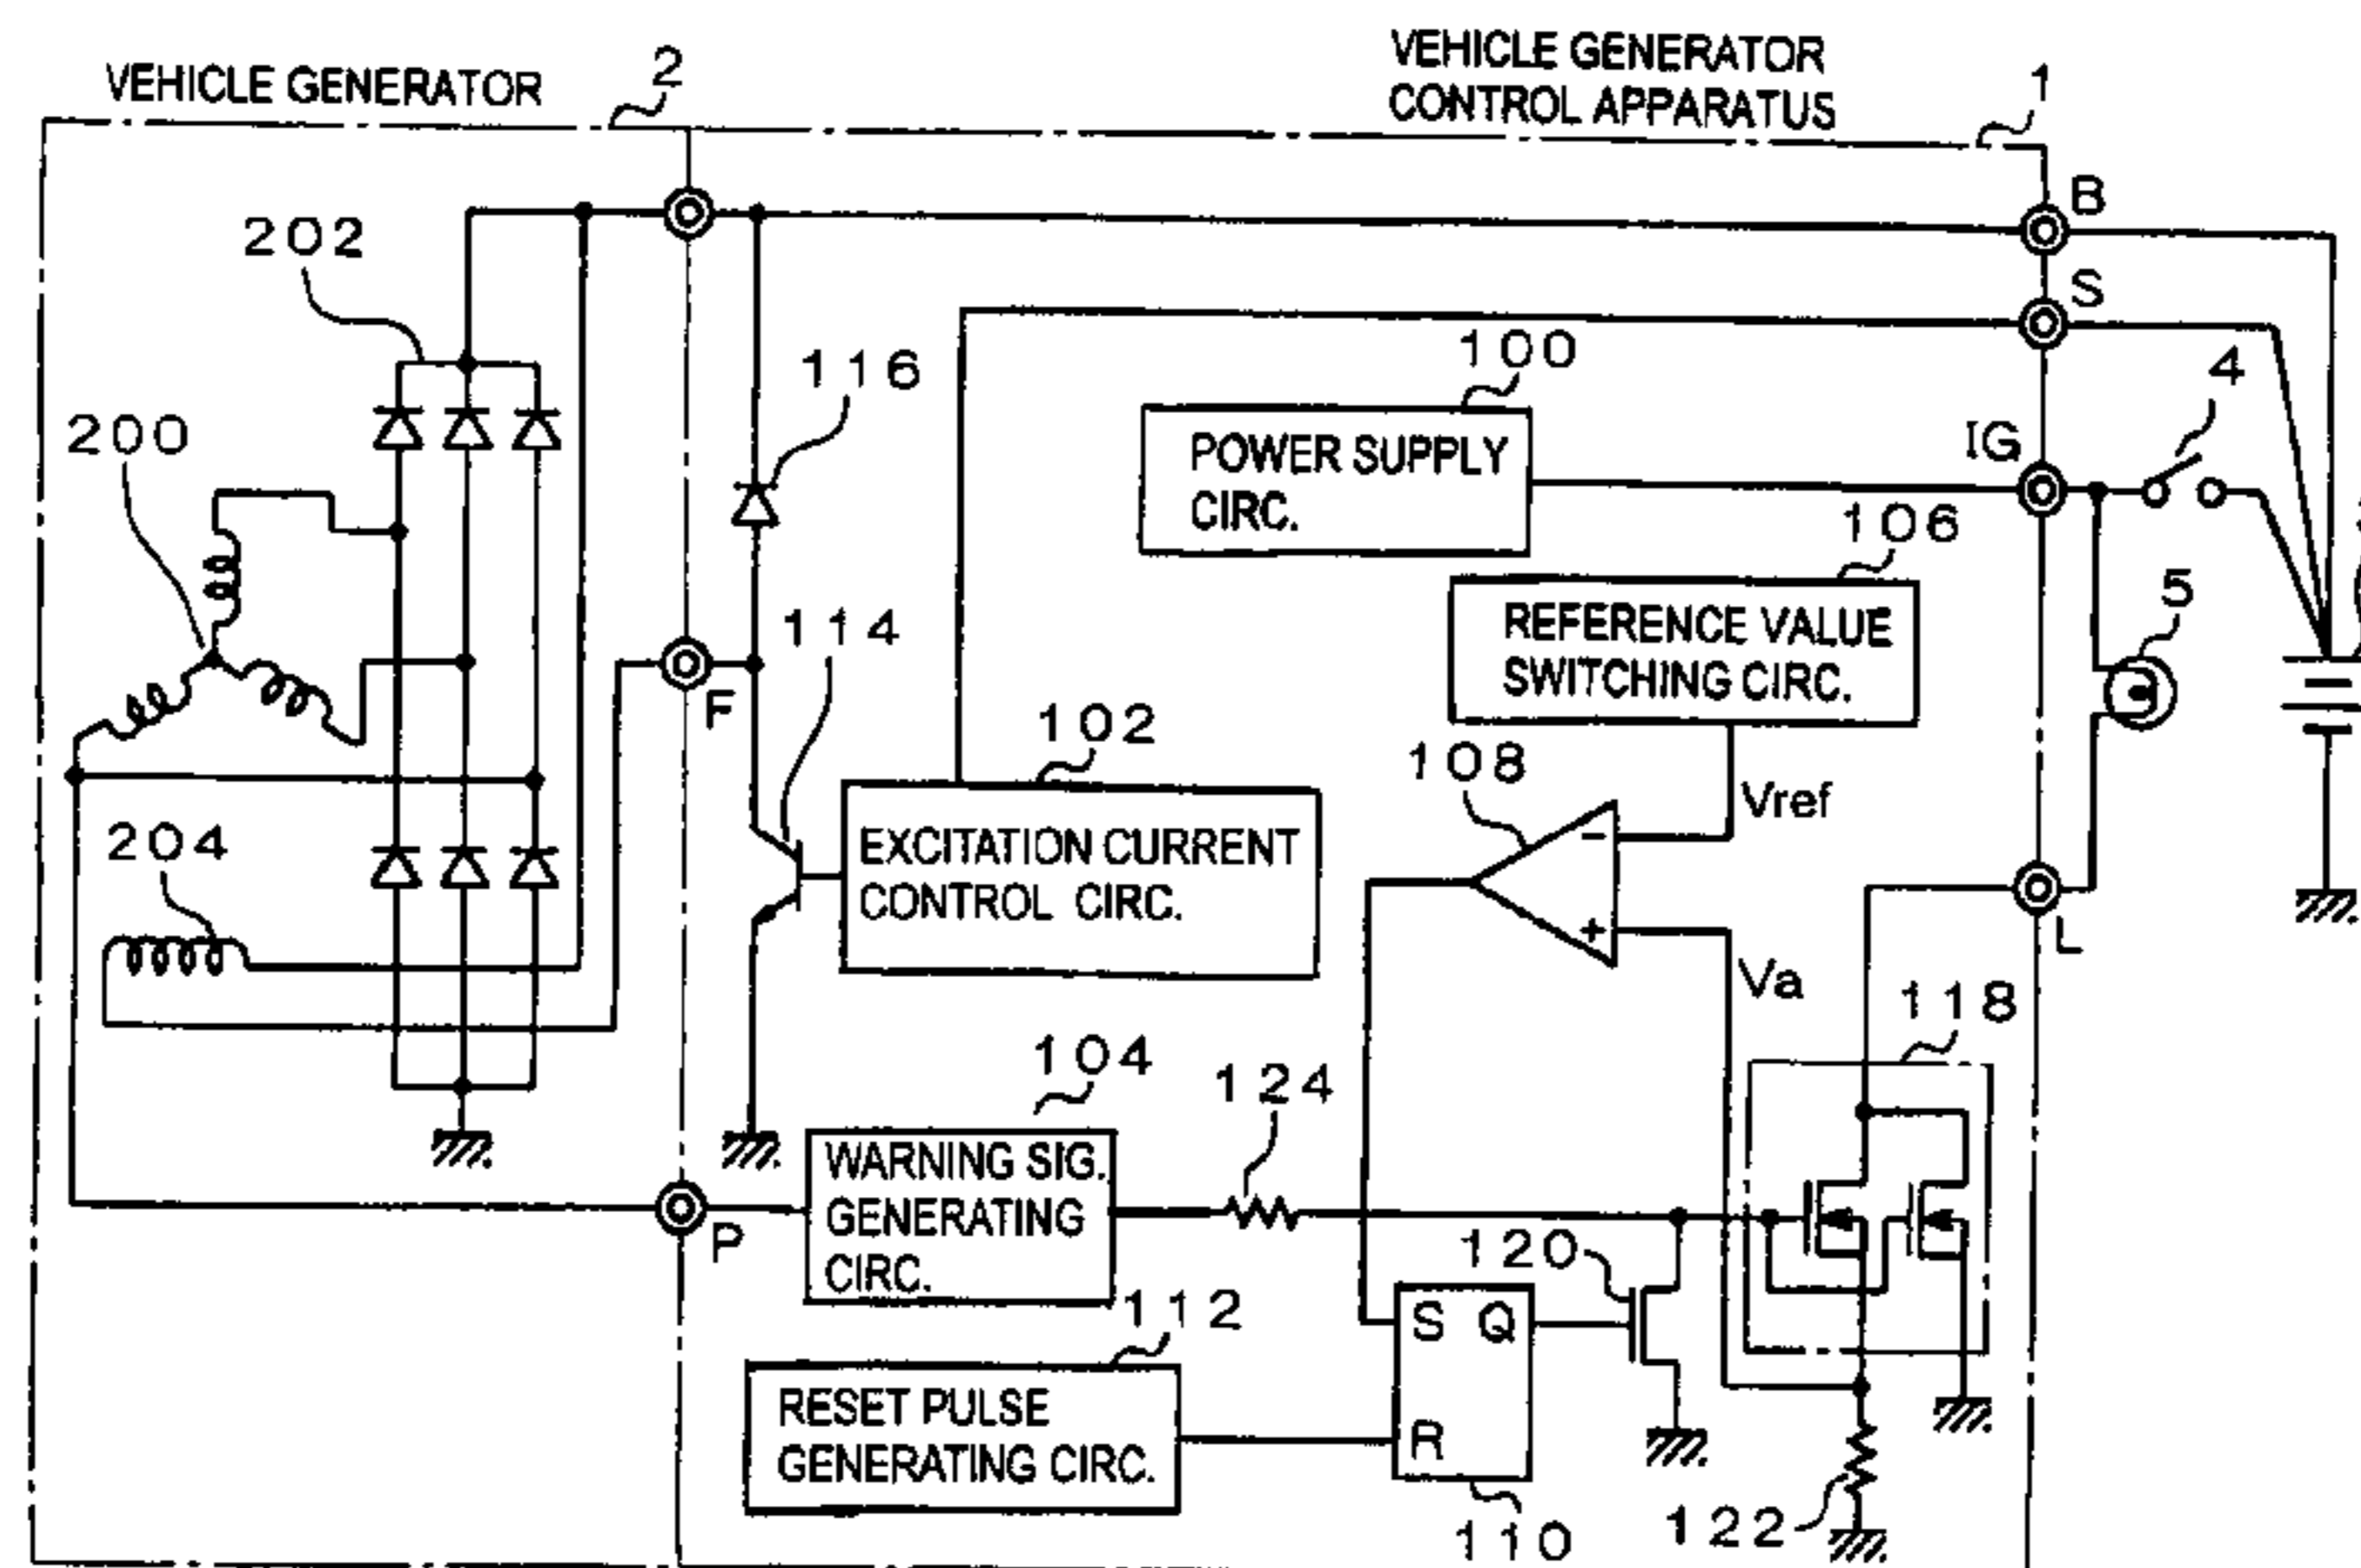 VEHICLE GENERATOR
2
VEHICLE GENERATOR
CONTROL APPARATUS
1
B
202
S
116
100
4
200
POWER SUPPLY
CIRC.
IG
106
114
REFERENCE VALUE
SWITCHING CIRC.
5
F
102
108
Vref
204
EXCITATION CURRENT
CONTROL CIRC.
-
+
L
Va
118
104
124
WARNING SIG.
GENERATING
CIRC.
P
120
112
S Q
RESET PULSE
GENERATING CIRC.
R
110
122